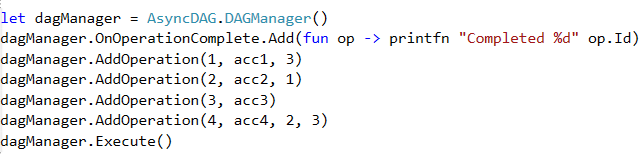 let dagManager = AsyncDAG.DAGManager()
dagManager.OnOperationComplete.Add(fun op -> printfn "Completed %d" op.Id)
dagManager.AddOperation(1, acc1, 3)
dagManager.AddOperation(2, acc2, 1)
dagManager.AddOperation(3, acc3)
dagManager.AddOperation(4, acc4, 2, 3)
dagManager.Execute()